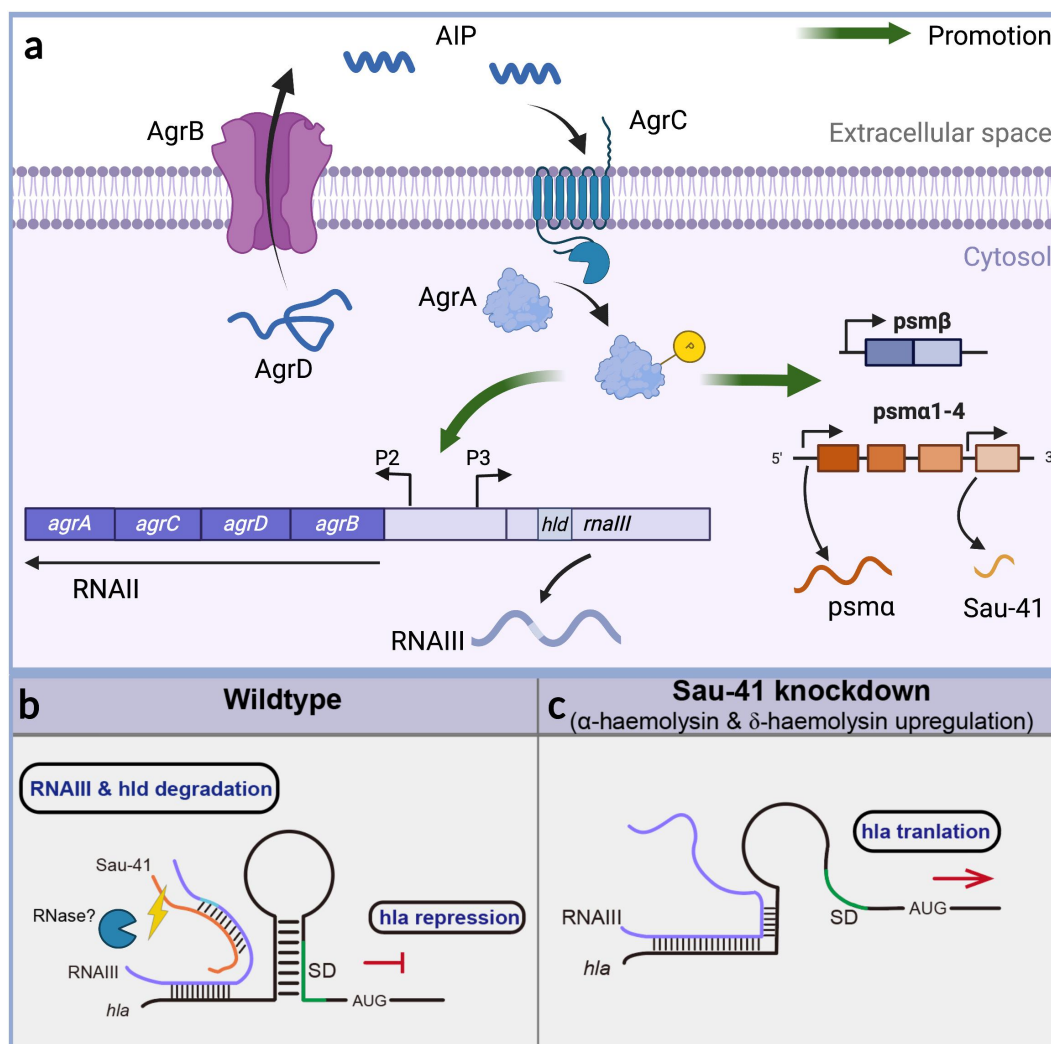 a
AIP
Promotion
AgrB
AgrC
Extracellular space
Cytosol
AgrA
P
AgrD
psmβ
psmα1-4
5'
3
P2
P3
agrA
agrC
agrD
agrB
hld
rnaIII
RNAII
RNAIII
psmα
Sau-41
b
Wildtype
c
Sau-41 knockdown
(α-haemolysin & δ-haemolysin upregulation)
RNAIII & hld degradation
Sau-41
RNase?
RNAIII
hla
SD
AUG
hla repression
hla tranlation
RNAIII
hla
SD
AUG